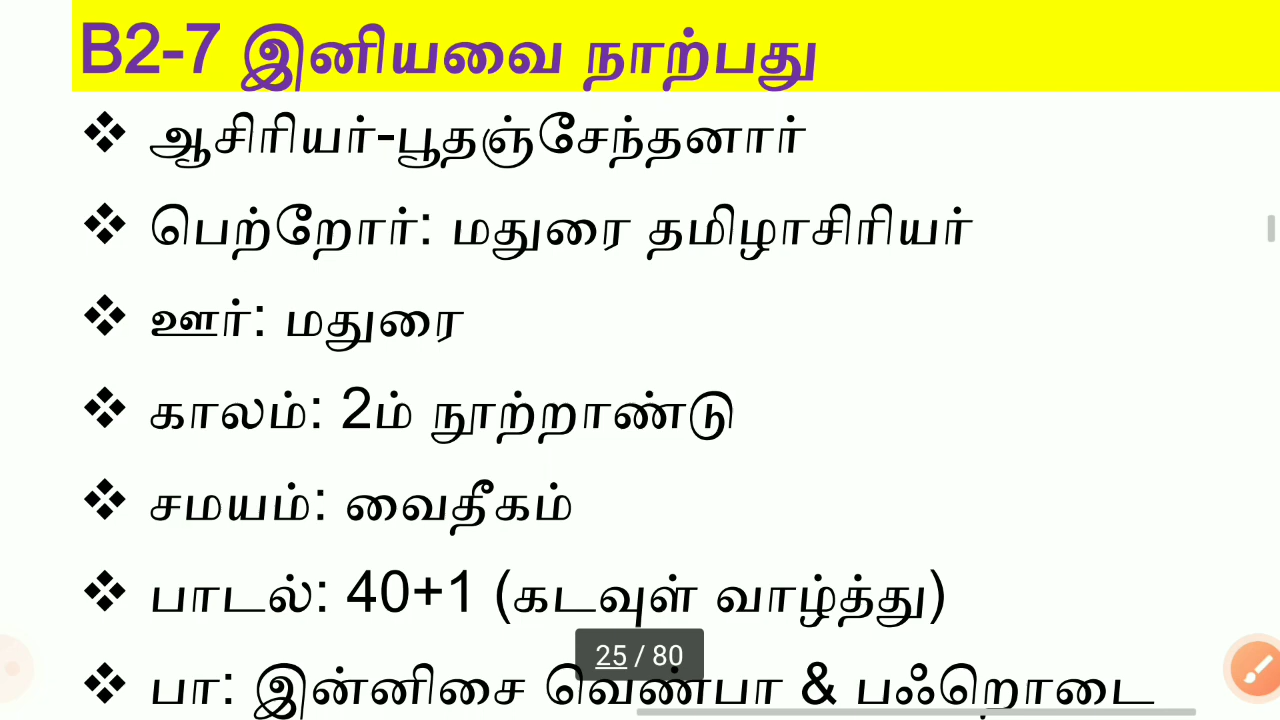 B2-7 இனியவை நாற்பது
❖ ஆசிரியர்-பூதஞ்சேந்தனார்
❖ பெற்றோர்: மதுரை தமிழாசிரியர்
❖ ஊர்: மதுரை
❖ காலம்: 2ம் நூற்றாண்டு
❖ சமயம்: வைதீகம்
❖ பாடல்: 40+1 (கடவுள் வாழ்த்து)
25 / 80
❖ பா: இன்னிசை வெண்பா & பஃறொடை